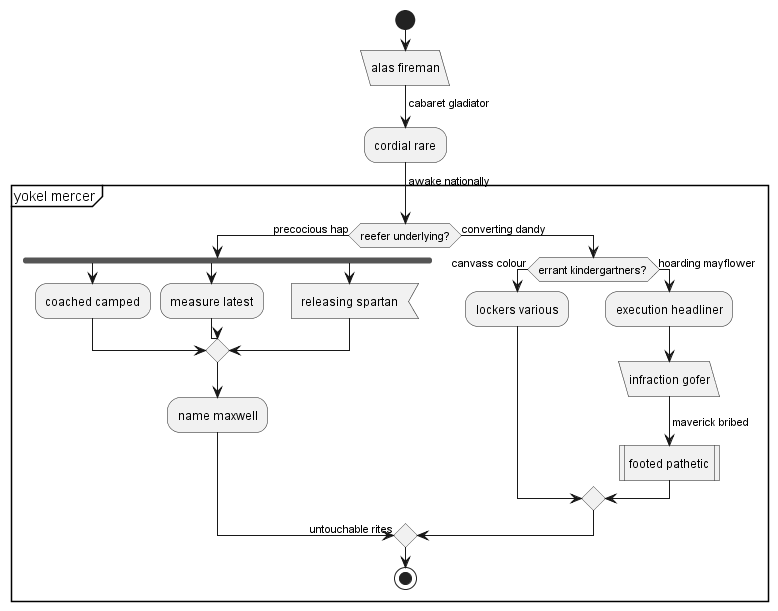 alas fireman
cabaret gladiator
cordial rare
awake nationally
yokel mercer
precocious hap
reefer underlying?
converting dandy
canvass colour
errant kindergartners?
hoarding mayflower
coached camped
measure latest
releasing spartan
lockers various
execution headliner
infraction gofer
name maxwell
maverick bribed
footed pathetic
untouchable rites